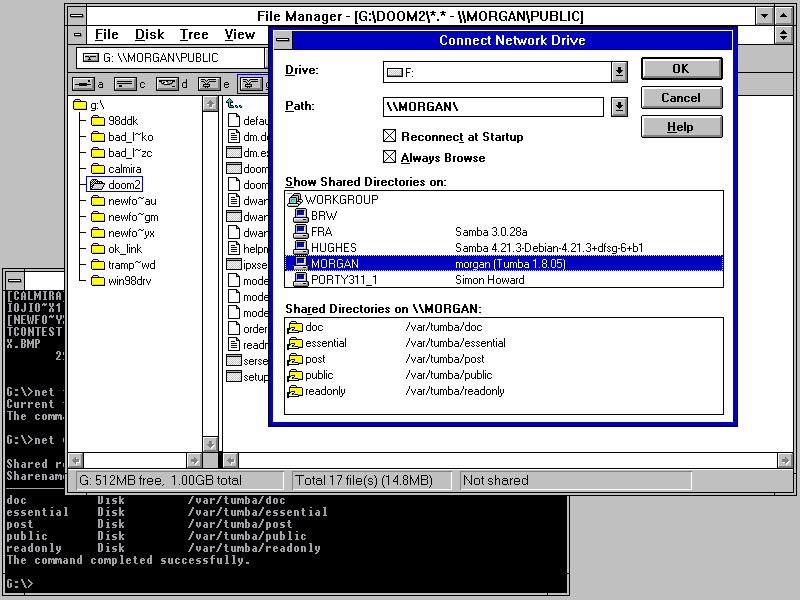 File Manager - [G:\DOOM2\*.* - \\MORGAN\PUBLIC]
File Disk Tree View
G: \\MORGAN\PUBLIC
a c d e
g:\
98ddk
bad_l~ko
bad_l~zc
calmira
doom2
newfo~au
newfo~gm
newfo~yx
ok_link
tramp~wd
win98drv
defau
dm.do
dm.ex
doom
doom
dwan
dwan
dwan
helpm
ipxse
mode
mode
mode
order
readm
serse
setup
G: 512MB free, 1.00GB total
Total 17 file(s) (14.8MB)
Not shared
Connect Network Drive
Drive: F:
Path: \\MORGAN\
OK
Cancel
Help
Reconnect at Startup
Always Browse
Show Shared Directories on:
WORKGROUP
BRW
FRA Samba 3.0.28a
HUGHES Samba 4.21.3-Debian-4.21.3+dfsg-6+b1
MORGAN morgan (Tumba 1.8.05)
PORTY311_1 Simon Howard
Shared Directories on \\MORGAN:
doc /var/tumba/doc
essential /var/tumba/essential
post /var/tumba/post
public /var/tumba/public
readonly /var/tumba/readonly
[CALMIRA]
IOJIO~X1
[NEWFO~Y
TCONTEST
X.BMP
G:\>net
Current
The comma
G:\>net
Shared re
Sharename
doc Disk /var/tumba/doc
essential Disk /var/tumba/essential
post Disk /var/tumba/post
public Disk /var/tumba/public
readonly Disk /var/tumba/readonly
The command completed successfully.
G:\>